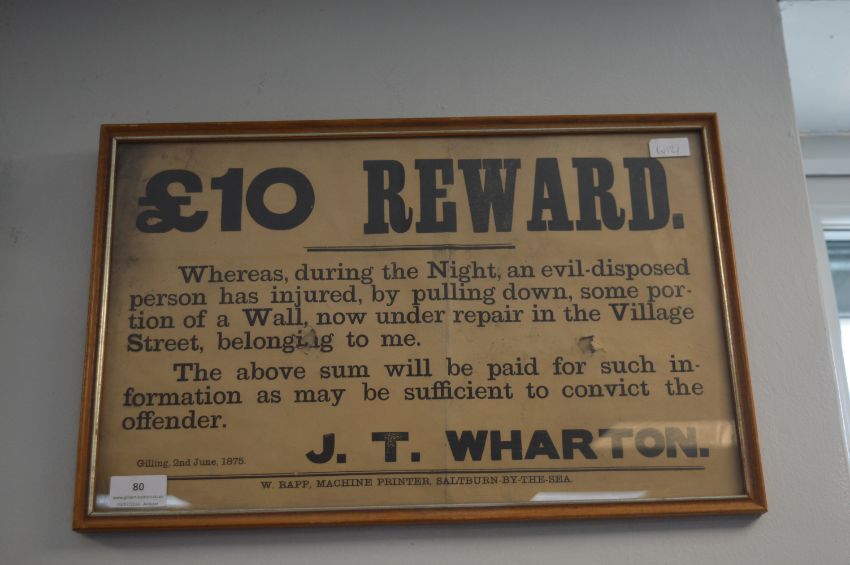 W121
£10 REWARD.
Whereas, during the Night, an evil-disposed
person has injured, by pulling down, some por-
tion of a Wall, now under repair in the Village
Street, belonging to me.
The above sum will be paid for such in-
formation as may be sufficient to convict the
offender.
J. T. WHARTON.
Gilling, 2nd June, 1875.
W. RAPP, MACHINE PRINTER, SALTBURN-BY-THE-SEA.
80